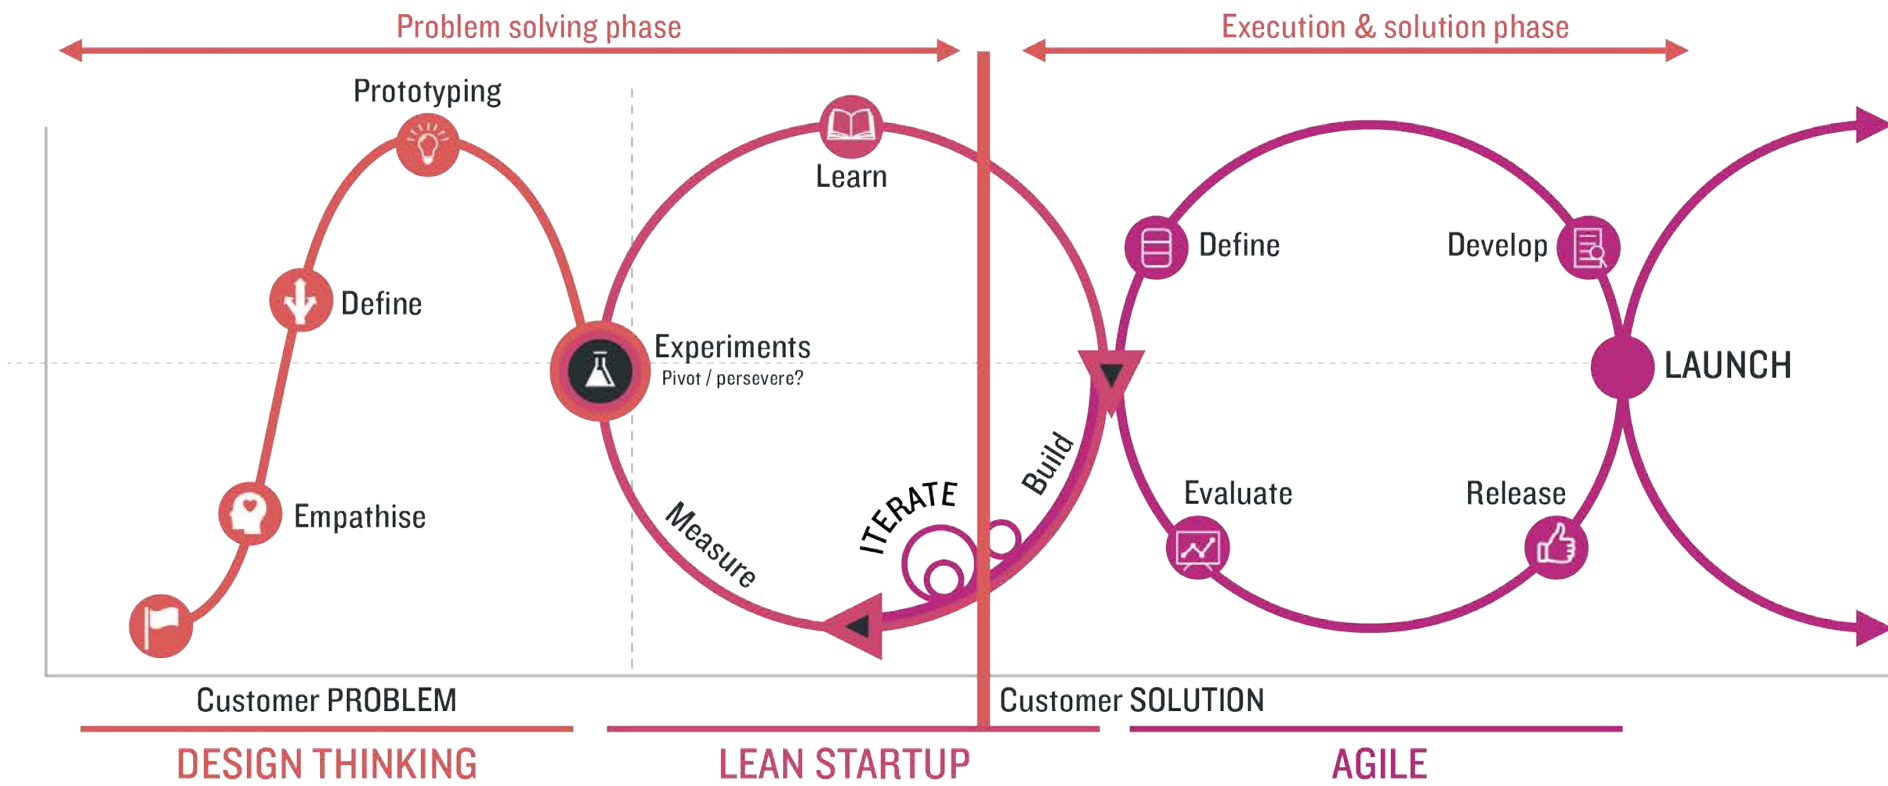 Problem solving phase
Execution & solution phase
Prototyping
Learn
Define
Develop
Define
Experiments
Pivot / persevere?
LAUNCH
Build
ITERATE
Evaluate
Release
Empathise
Measure
Customer PROBLEM
Customer SOLUTION
DESIGN THINKING
LEAN STARTUP
AGILE